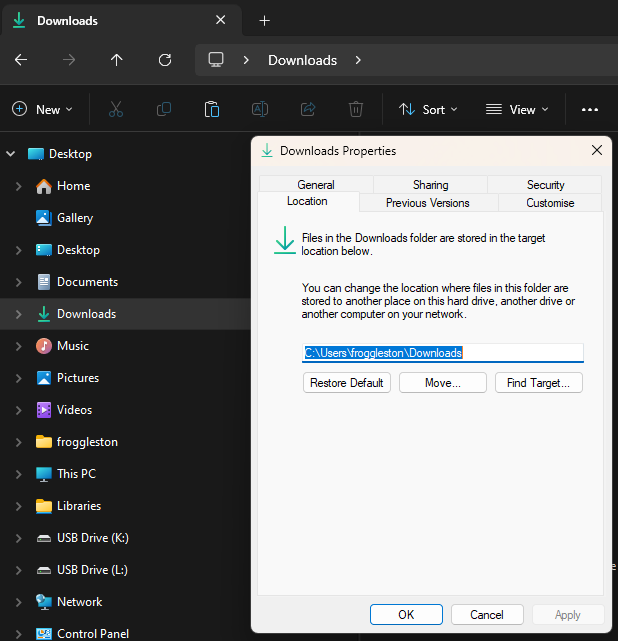 Downloads
Downloads
New
Sort
View
Desktop
Home
Gallery
Desktop
Documents
Downloads
Music
Pictures
Videos
froggleston
This PC
Libraries
USB Drive (K:)
USB Drive (L:)
Network
Control Panel
Downloads Properties
General
Sharing
Security
Location
Previous Versions
Customise
Files in the Downloads folder are stored in the target
location below.
You can change the location where files in this folder are
stored to another place on this hard drive, another drive or
another computer on your network.
C:\Users\froggleston\Downloads
Restore Default
Move...
Find Target...
OK
Cancel
Apply